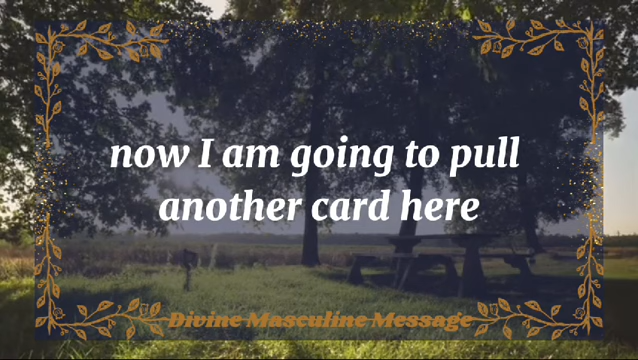 now I am going to pull
another card here
Divine Masculine Message